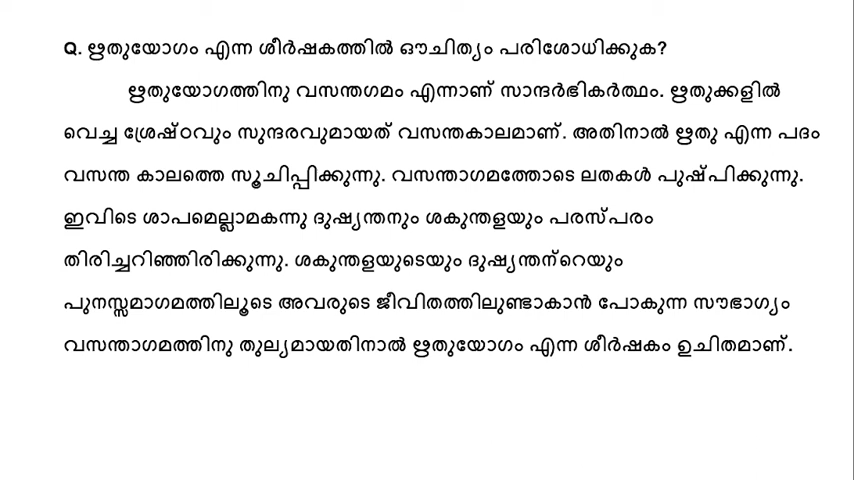 Q. ഋതുയോഗം എന്ന ശീർഷകത്തിൽ ഔചിത്യം പരിശോധിക്കുക?
ഋതുയോഗത്തിനു വസന്തഗമം എന്നാണ് സാന്ദർഭികർത്ഥം. ഋതുക്കളിൽ
വെച്ച ശ്രേഷ്ഠവും സുന്ദരവുമായത് വസന്തകാലമാണ്. അതിനാൽ ഋതു എന്ന പദം
വസന്ത കാലത്തെ സൂചിപ്പിക്കുന്നു. വസന്താഗമത്തോടെ ലതകൾ പുഷ്പിക്കുന്നു.
ഇവിടെ ശാപമെല്ലാമകന്നു ദുഷ്യന്തനും ശകുന്തളയും പരസ്പരം
തിരിച്ചറിഞ്ഞിരിക്കുന്നു. ശകുന്തളയുടെയും ദുഷ്യന്തന്റെയും
പുനസ്സമാഗമത്തിലൂടെ അവരുടെ ജീവിതത്തിലുണ്ടാകാൻ പോകുന്ന സൗഭാഗ്യം
വസന്താഗമത്തിനു തുല്യമായതിനാൽ ഋതുയോഗം എന്ന ശീർഷകം ഉചിതമാണ്.